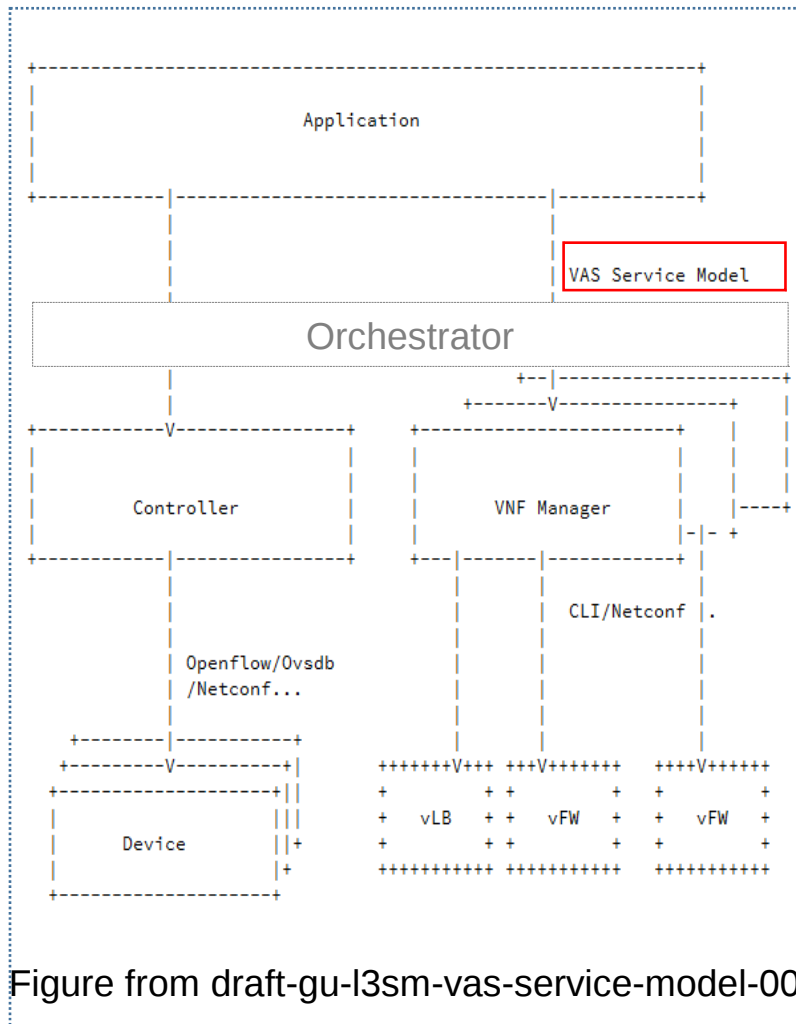 Application
VAS Service Model
Orchestrator
Controller
VNF Manager
CLI/Netconf .
Openflow/Ovsdb
/Netconf...
vLB
vFW
vFW
Device
Figure from draft-gu-l3sm-vas-service-model-00